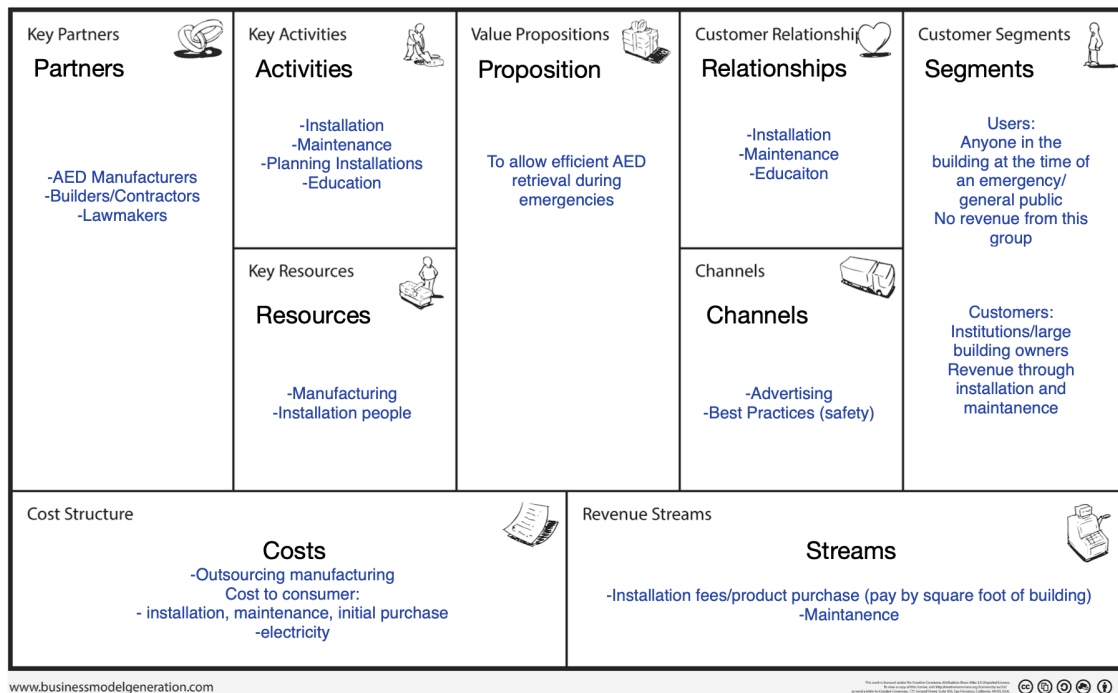 Key Partners
Partners
-AED Manufacturers
-Builders/Contractors
-Lawmakers
Key Activities
Activities
-Installation
-Maintenance
-Planning Installations
-Education
Key Resources
Resources
-Manufacturing
-Installation people
Value Propositions
Proposition
To allow efficient AED
retrieval during
emergencies
Customer Relationship
Relationships
-Installation
-Maintenance
-Educaiton
Channels
Channels
-Advertising
-Best Practices (safety)
Customer Segments
Segments
Users:
Anyone in the
building at the time of
an emergency/
general public
No revenue from this
group
Customers:
Institutions/large
building owners
Revenue through
installation and
maintanence
Cost Structure
Costs
-Outsourcing manufacturing
Cost to consumer:
- installation, maintenance, initial purchase
-electricity
Revenue Streams
Streams
-Installation fees/product purchase (pay by square foot of building)
-Maintanence
www.businessmodelgeneration.com